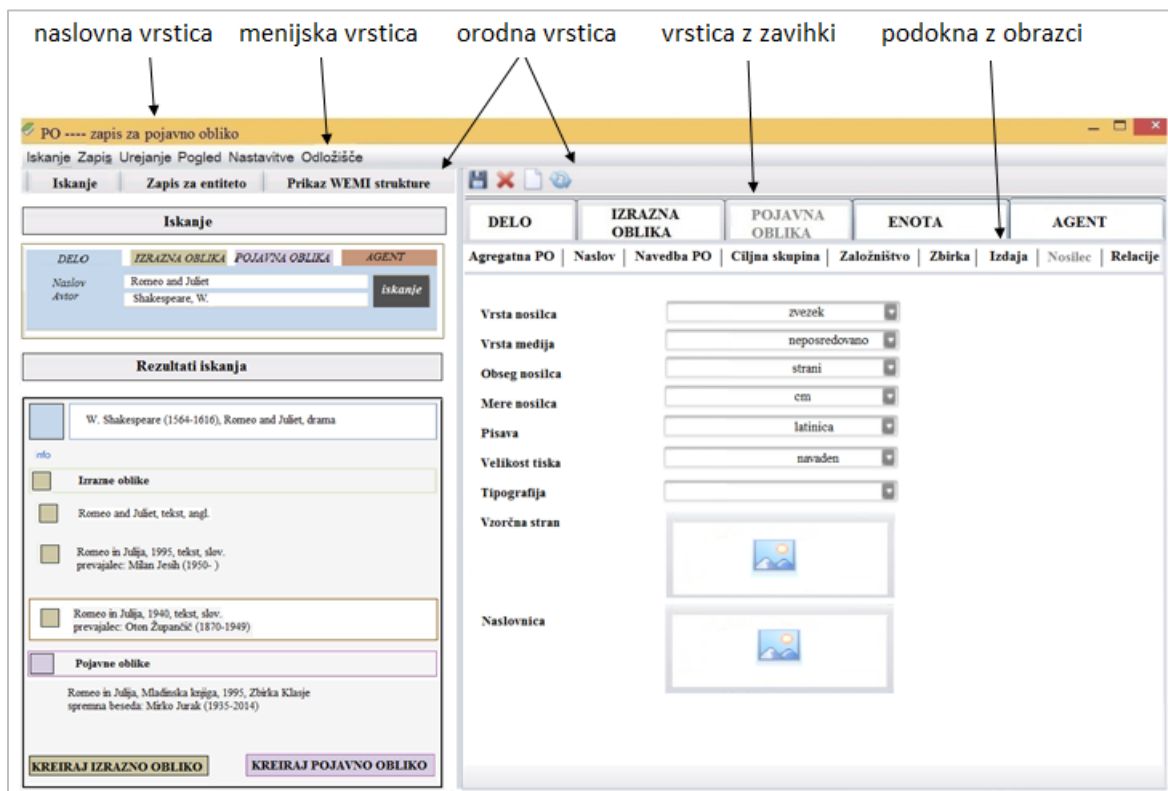 naslovna vrstica menijska vrstica orodna vrstica vrstica z zavihki podokna z obrazci
PO ---- zapis za pojavno obliko
Iskanje Zapis Urejanje Pogled Nastavitve Odložišče
Iskanje Zapis za entiteto Prikaz WEMI strukture
Iskanje
DELO IZRAZNA OBLIKA POJAVNA OBLIKA AGENT
Naslov Romeo and Juliet
Avtor Shakespeare, W.
iskanje
Rezultati iskanja
W. Shakespeare (1564-1616), Romeo and Juliet, drama
info
Izrazne oblike
Romeo and Juliet, tekst, angl.
Romeo in Julija, 1995, tekst, slov.
prevajalec: Milan Jesih (1950- )
Romeo in Julija, 1940, tekst, slov.
prevajalec: Oton Župančič (1870-1949)
Pojavne oblike
Romeo in Julija, Mladinska knjiga, 1995, Zbirka Klasje
spremna beseda: Mirko Jurak (1935-2014)
KREIRAJ IZRAZNO OBLIKO KREIRAJ POJAVNO OBLIKO
DELO IZRAZNA OBLIKA POJAVNA OBLIKA ENOTA AGENT
Agregatna PO Naslov Navedba PO Ciljna skupina Založništvo Zbirka Izdaja Nosilec Relacije
Vrsta nosilca zvezek
Vrsta medija neposredovano
Obseg nosilca strani
Mere nosilca cm
Pisava latinica
Velikost tiska navaden
Tipografija
Vzorčna stran
Naslovnica